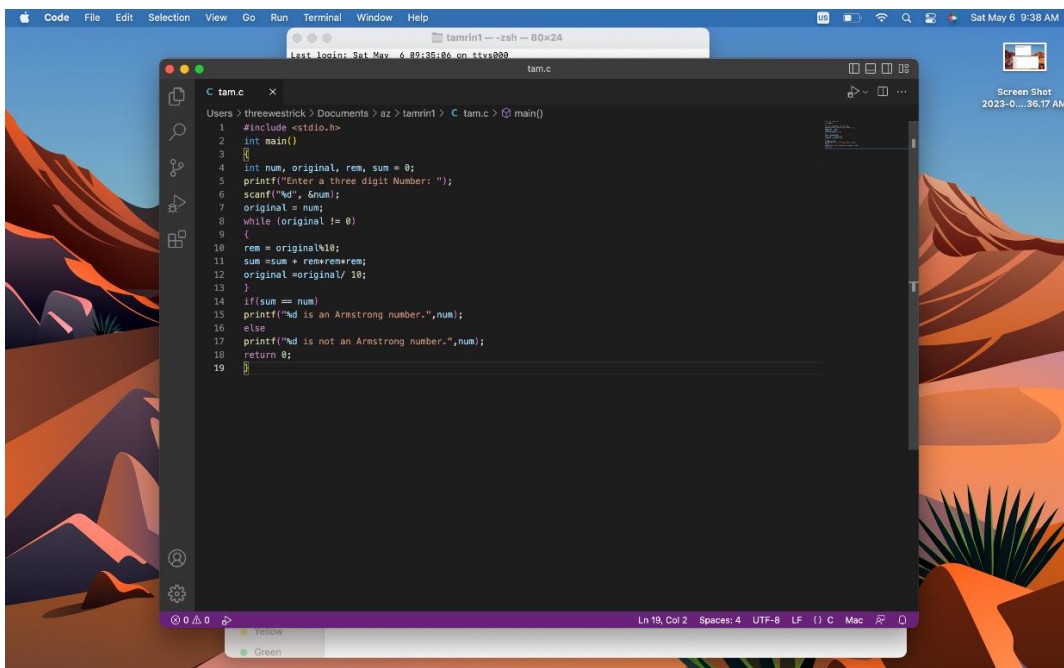 Code File Edit Selection View Go Run Terminal Window Help US Sat May 6 9:38 AM
tamrin1 — -zsh — 80×24
Last login: Sat May 6 09:35:06 on ttys000
tam.c
C tam.c ×
Users > threewestrick > Documents > az > tamrin1 > C tam.c > main()
1 #include <stdio.h>
2 int main()
3 {
4 int num, original, rem, sum = 0;
5 printf("Enter a three digit Number: ");
6 scanf("%d", &num);
7 original = num;
8 while (original != 0)
9 {
10 rem = original%10;
11 sum =sum + rem*rem*rem;
12 original =original/ 10;
13 }
14 if(sum == num)
15 printf("%d is an Armstrong number.",num);
16 else
17 printf("%d is not an Armstrong number.",num);
18 return 0;
19 }
Screen Shot
2023-0....36.17 AM
0 0 Ln 19, Col 2 Spaces: 4 UTF-8 LF {} C Mac
Yellow
Green